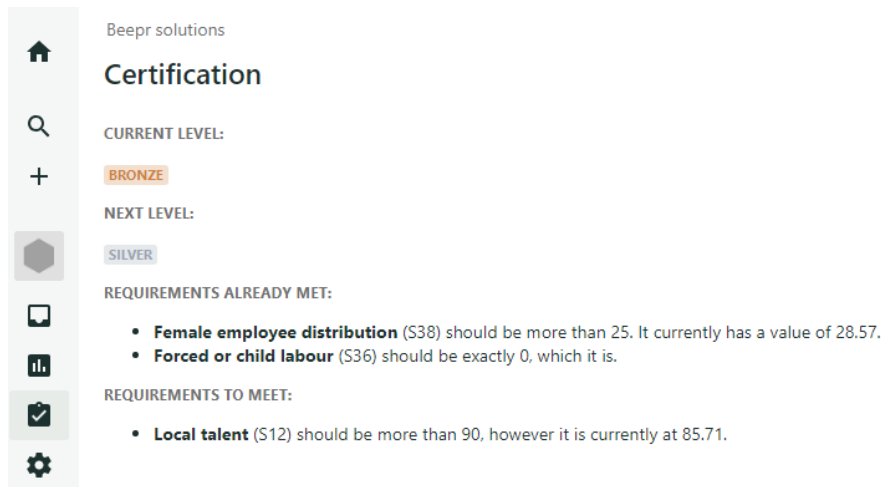 Beepr solutions
Certification
CURRENT LEVEL:
BRONZE
NEXT LEVEL:
SILVER
REQUIREMENTS ALREADY MET:
• Female employee distribution (S38) should be more than 25. It currently has a value of 28.57.
• Forced or child labour (S36) should be exactly 0, which it is.
REQUIREMENTS TO MEET:
• Local talent (S12) should be more than 90, however it is currently at 85.71.